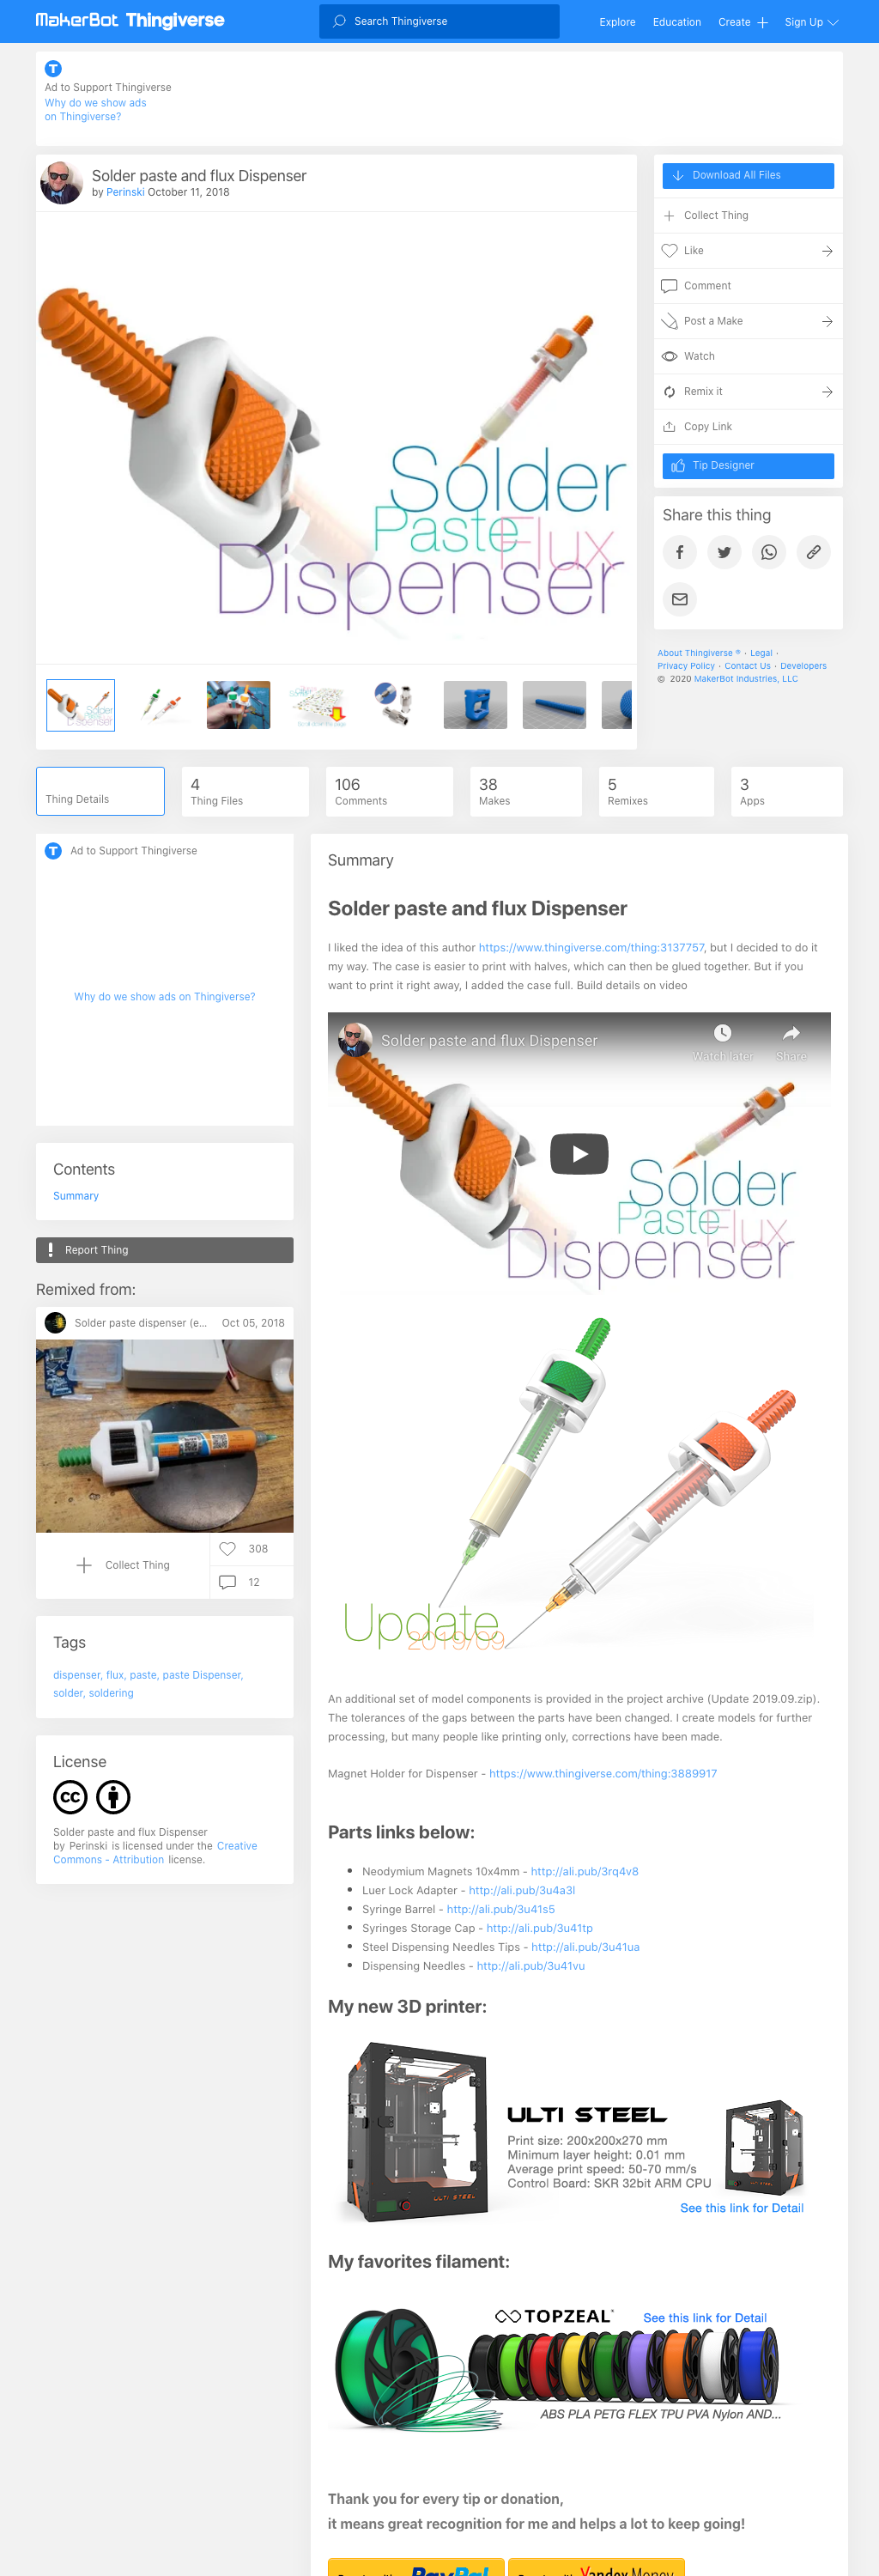 MakerBot Thingiverse
Search Thingiverse
Explore Education Create Sign Up
Ad to Support Thingiverse
Why do we show ads
on Thingiverse?
Solder paste and flux Dispenser
by Perinski October 11, 2018
Solder
Paste
Flux
Dispenser
Download All Files
Collect Thing
Like
Comment
Post a Make
Watch
Remix it
Copy Link
Tip Designer
Share this thing
About Thingiverse ® · Legal ·
Privacy Policy · Contact Us · Developers
© 2020 MakerBot Industries, LLC
Thing Details
4
Thing Files
106
Comments
38
Makes
5
Remixes
3
Apps
Ad to Support Thingiverse
Why do we show ads on Thingiverse?
Contents
Summary
Report Thing
Remixed from:
Solder paste dispenser (e... Oct 05, 2018
Collect Thing
308
12
Tags
dispenser, flux, paste, paste Dispenser,
solder, soldering
License
Solder paste and flux Dispenser
by Perinski is licensed under the Creative
Commons - Attribution license.
Summary
Solder paste and flux Dispenser
I liked the idea of this author https://www.thingiverse.com/thing:3137757, but I decided to do it
my way. The case is easier to print with halves, which can then be glued together. But if you
want to print it right away, I added the case full. Build details on video
Solder paste and flux Dispenser
Watch later Share
Solder
Paste
Flux
Dispenser
Update
2019/09
An additional set of model components is provided in the project archive (Update 2019.09.zip).
The tolerances of the gaps between the parts have been changed. I create models for further
processing, but many people like printing only, corrections have been made.
Magnet Holder for Dispenser - https://www.thingiverse.com/thing:3889917
Parts links below:
Neodymium Magnets 10x4mm - http://ali.pub/3rq4v8
Luer Lock Adapter - http://ali.pub/3u4a3l
Syringe Barrel - http://ali.pub/3u41s5
Syringes Storage Cap - http://ali.pub/3u41tp
Steel Dispensing Needles Tips - http://ali.pub/3u41ua
Dispensing Needles - http://ali.pub/3u41vu
My new 3D printer:
ULTI STEEL
ULTI STEEL
Print size: 200x200x270 mm
Minimum layer height: 0.01 mm
Average print speed: 50-70 mm/s
Control Board: SKR 32bit ARM CPU
See this link for Detail
My favorites filament:
TOPZEAL
See this link for Detail
ABS PLA PETG FLEX TPU PVA Nylon AND...
Thank you for every tip or donation,
it means great recognition for me and helps a lot to keep going!
PayPal
Yandex Money